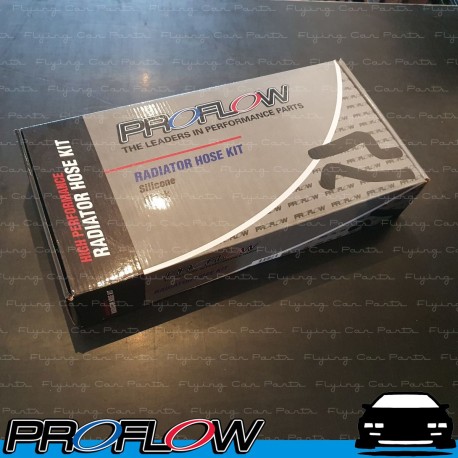 PROFLOW
THE LEADERS IN PERFORMANCE PARTS
RADIATOR HOSE KIT
Silicone
HIGH PERFORMANCE
RADIATOR HOSE KIT
PROFLOW
Flying Car Parts
PROFLOW